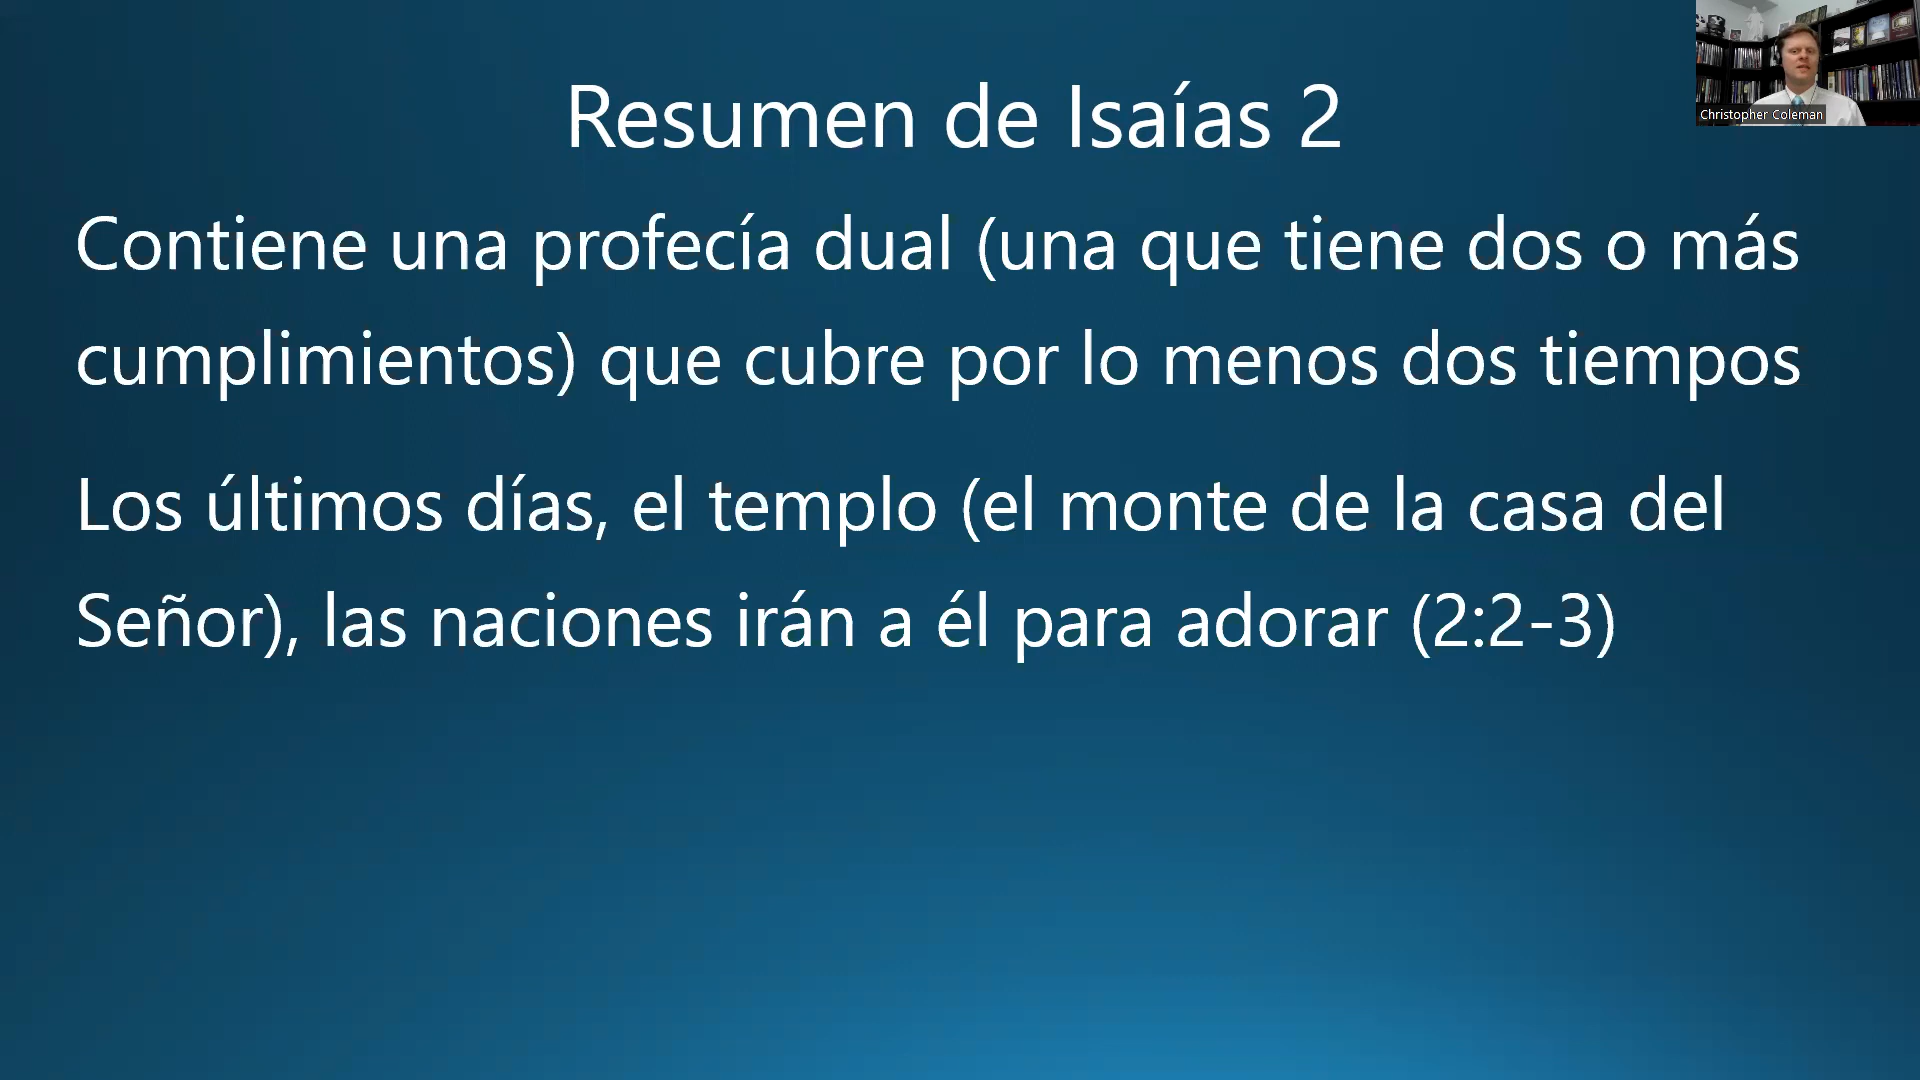 Resumen de Isaías 2
Christopher Coleman
Contiene una profecía dual (una que tiene dos o más
cumplimientos) que cubre por lo menos dos tiempos
Los últimos días, el templo (el monte de la casa del
Señor), las naciones irán a él para adorar (2:2-3)